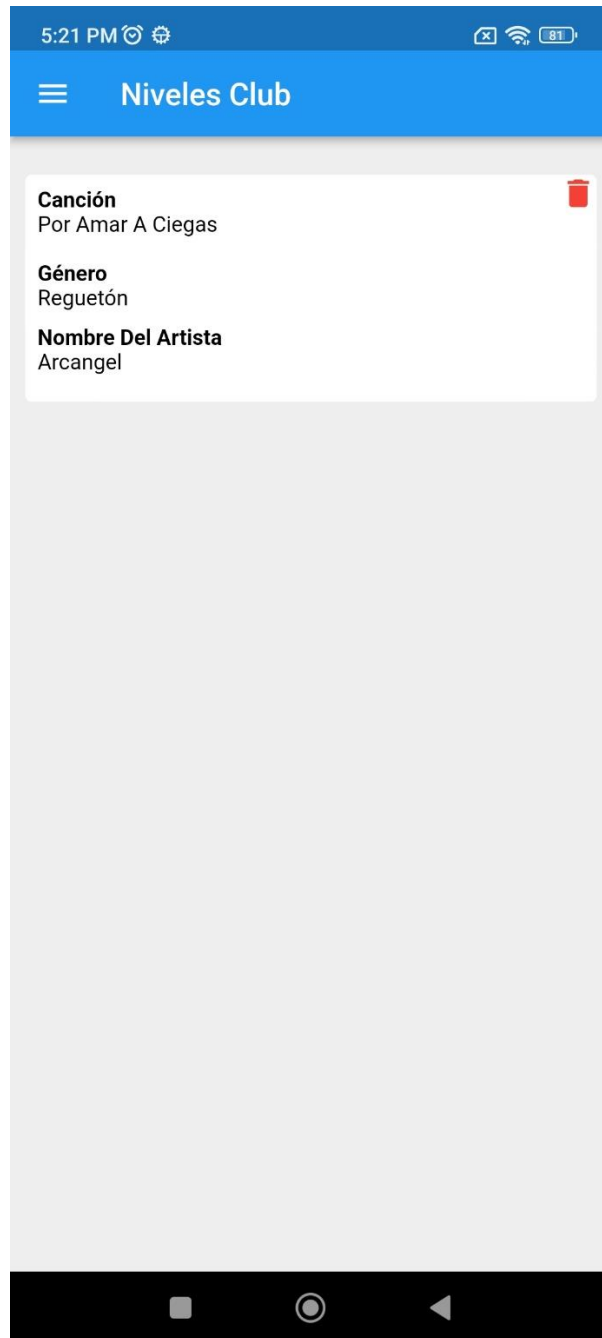 5:21 PM
81
Niveles Club
Canción
Por Amar A Ciegas
Género
Reguetón
Nombre Del Artista
Arcangel